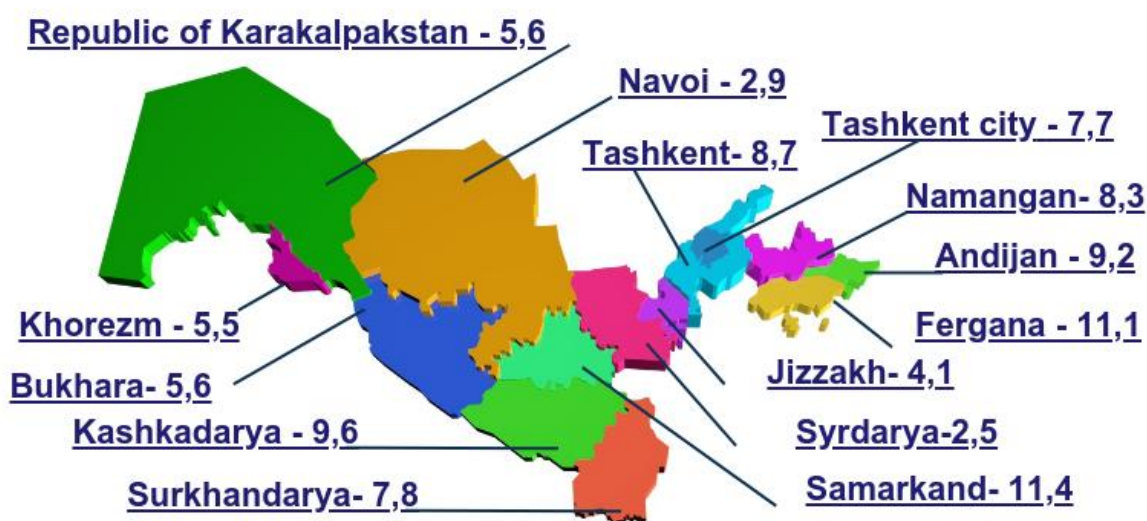 Republic of Karakalpakstan - 5,6
Navoi - 2,9
Tashkent city - 7,7
Tashkent- 8,7
Namangan- 8,3
Andijan - 9,2
Khorezm - 5,5
Fergana - 11,1
Bukhara- 5,6
Jizzakh- 4,1
Kashkadarya - 9,6
Syrdarya-2,5
Surkhandarya- 7,8
Samarkand- 11,4